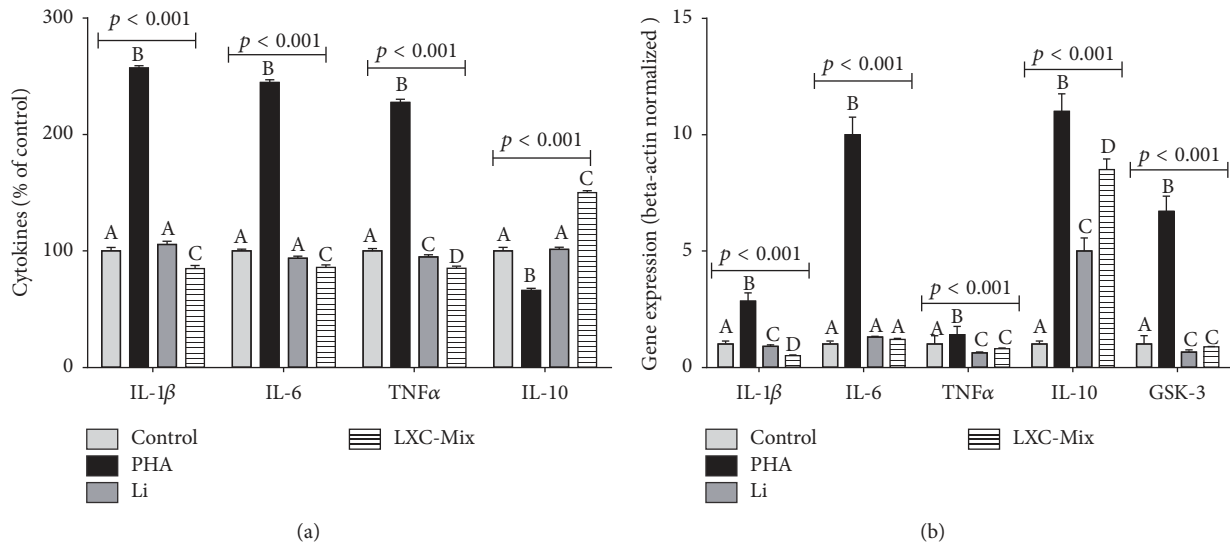 (a)
300
200
100
0
Cytokines (% of control)
p < 0.001
p < 0.001
p < 0.001
p < 0.001
A B A C
A B A C
A B C D
A B A C
IL-1β IL-6 TNFα IL-10
Control
PHA
Li
LXC-Mix
(a)
(b)
15
10
5
0
Gene expression (beta-actin normalized )
p < 0.001
p < 0.001
p < 0.001
p < 0.001
p < 0.001
A B C D
A B A A
A B C C
A B C D
A B C C
IL-1β IL-6 TNFα IL-10 GSK-3
Control
PHA
Li
LXC-Mix
(b)